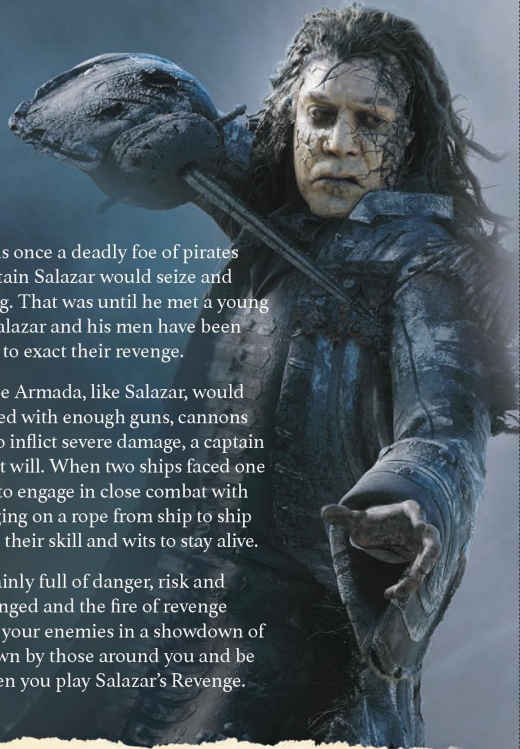 s once a deadly foe of pirates
tain Salazar would seize and
g. That was until he met a young
alazar and his men have been
to exact their revenge.
e Armada, like Salazar, would
ed with enough guns, cannons
o inflict severe damage, a captain
t will. When two ships faced one
to engage in close combat with
ging on a rope from ship to ship
their skill and wits to stay alive.
ainly full of danger, risk and
nged and the fire of revenge
your enemies in a showdown of
wn by those around you and be
en you play Salazar’s Revenge.